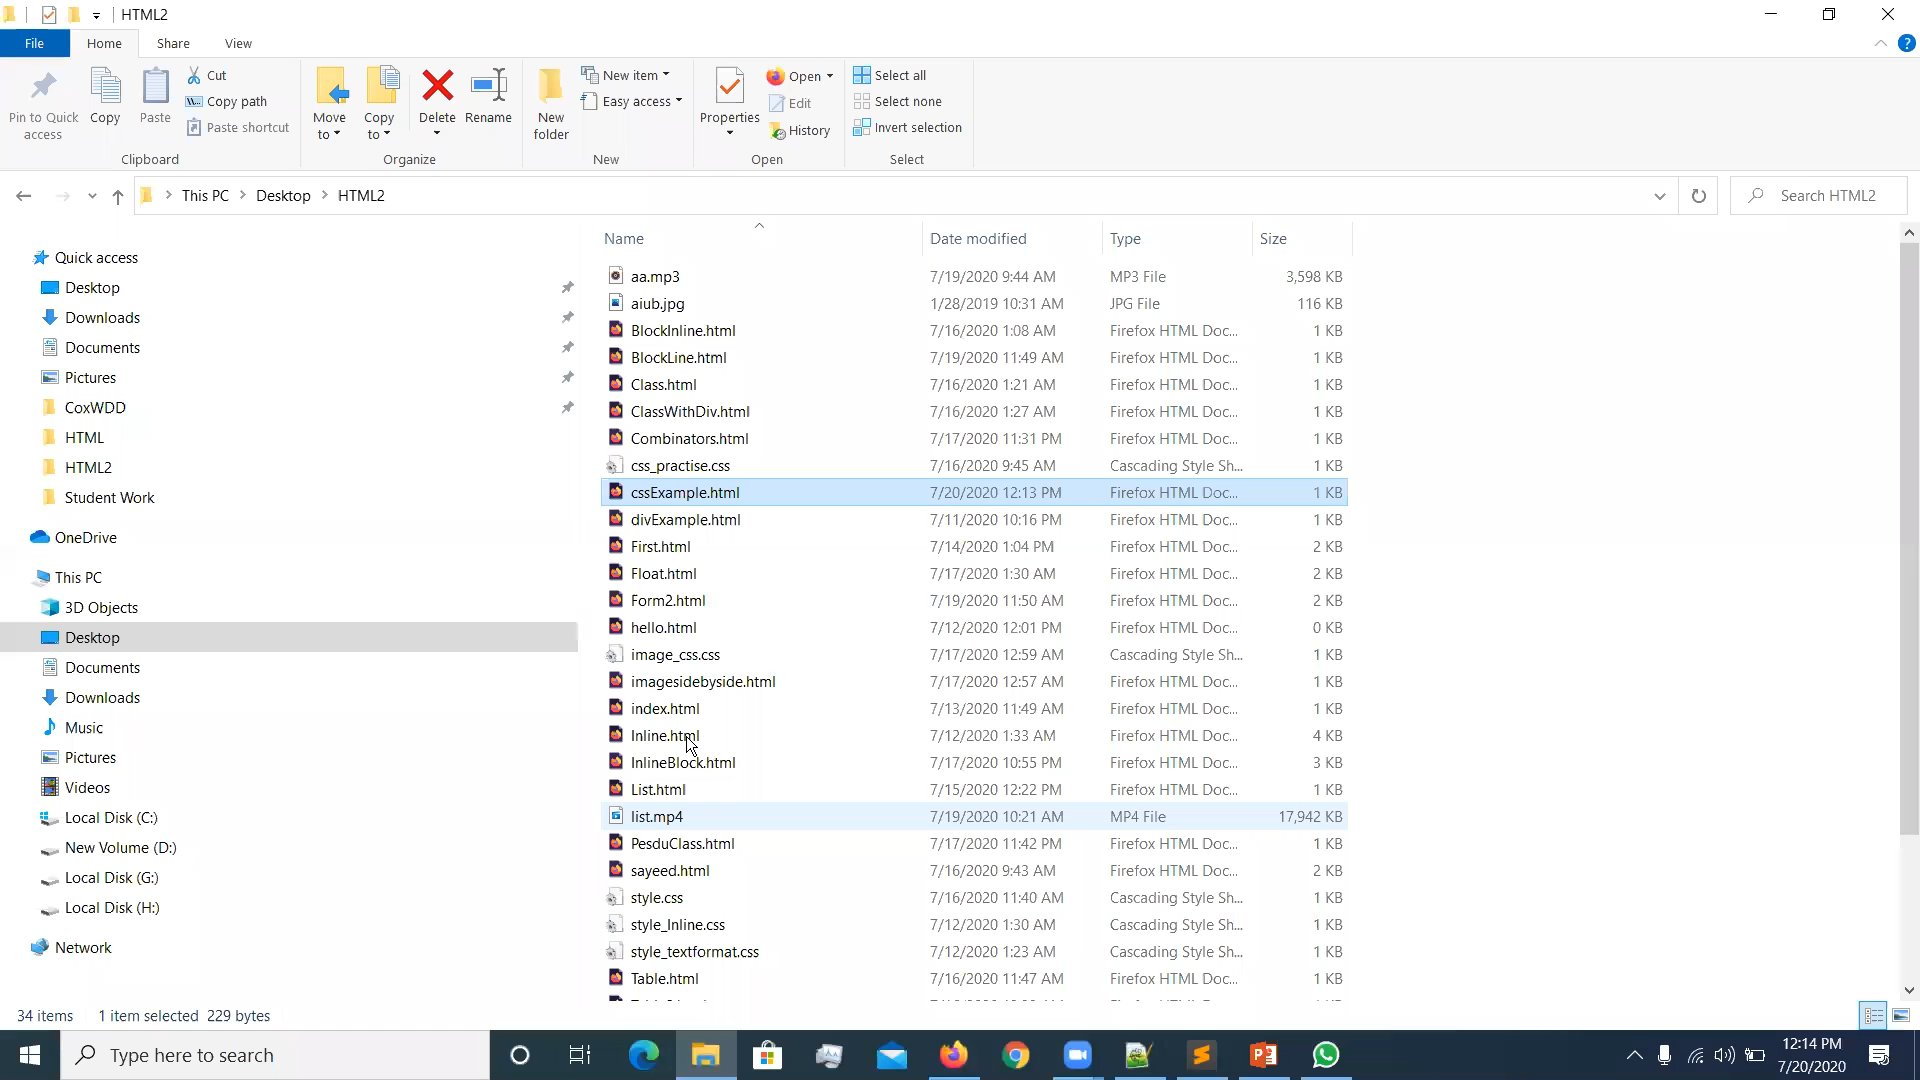 HTML2
File Home Share View
Pin to Quick access
Copy
Paste
Cut
Copy path
Paste shortcut
Clipboard
Move to
Copy to
Delete
Rename
Organize
New folder
New item
Easy access
New
Properties
Open
Edit
History
Open
Select all
Select none
Invert selection
Select
This PC > Desktop > HTML2
Search HTML2
Quick access
Desktop
Downloads
Documents
Pictures
CoxWDD
HTML
HTML2
Student Work
OneDrive
This PC
3D Objects
Desktop
Documents
Downloads
Music
Pictures
Videos
Local Disk (C:)
New Volume (D:)
Local Disk (G:)
Local Disk (H:)
Network
Name Date modified Type Size
aa.mp3 7/19/2020 9:44 AM MP3 File 3,598 KB
aiub.jpg 1/28/2019 10:31 AM JPG File 116 KB
BlockInline.html 7/16/2020 1:08 AM Firefox HTML Doc... 1 KB
BlockLine.html 7/19/2020 11:49 AM Firefox HTML Doc... 1 KB
Class.html 7/16/2020 1:21 AM Firefox HTML Doc... 1 KB
ClassWithDiv.html 7/16/2020 1:27 AM Firefox HTML Doc... 1 KB
Combinators.html 7/17/2020 11:31 PM Firefox HTML Doc... 1 KB
css_practise.css 7/16/2020 9:45 AM Cascading Style Sh... 1 KB
cssExample.html 7/20/2020 12:13 PM Firefox HTML Doc... 1 KB
divExample.html 7/11/2020 10:16 PM Firefox HTML Doc... 1 KB
First.html 7/14/2020 1:04 PM Firefox HTML Doc... 2 KB
Float.html 7/17/2020 1:30 AM Firefox HTML Doc... 2 KB
Form2.html 7/19/2020 11:50 AM Firefox HTML Doc... 2 KB
hello.html 7/12/2020 12:01 PM Firefox HTML Doc... 0 KB
image_css.css 7/17/2020 12:59 AM Cascading Style Sh... 1 KB
imagesidebyside.html 7/17/2020 12:57 AM Firefox HTML Doc... 1 KB
index.html 7/13/2020 11:49 AM Firefox HTML Doc... 1 KB
Inline.html 7/12/2020 1:33 AM Firefox HTML Doc... 4 KB
InlineBlock.html 7/17/2020 10:55 PM Firefox HTML Doc... 3 KB
List.html 7/15/2020 12:22 PM Firefox HTML Doc... 1 KB
list.mp4 7/19/2020 10:21 AM MP4 File 17,942 KB
PesduClass.html 7/17/2020 11:42 PM Firefox HTML Doc... 1 KB
sayeed.html 7/16/2020 9:43 AM Firefox HTML Doc... 2 KB
style.css 7/16/2020 11:40 AM Cascading Style Sh... 1 KB
style_Inline.css 7/12/2020 1:30 AM Cascading Style Sh... 1 KB
style_textformat.css 7/12/2020 1:23 AM Cascading Style Sh... 1 KB
Table.html 7/16/2020 11:47 AM Firefox HTML Doc... 1 KB
34 items 1 item selected 229 bytes
Type here to search
12:14 PM
7/20/2020